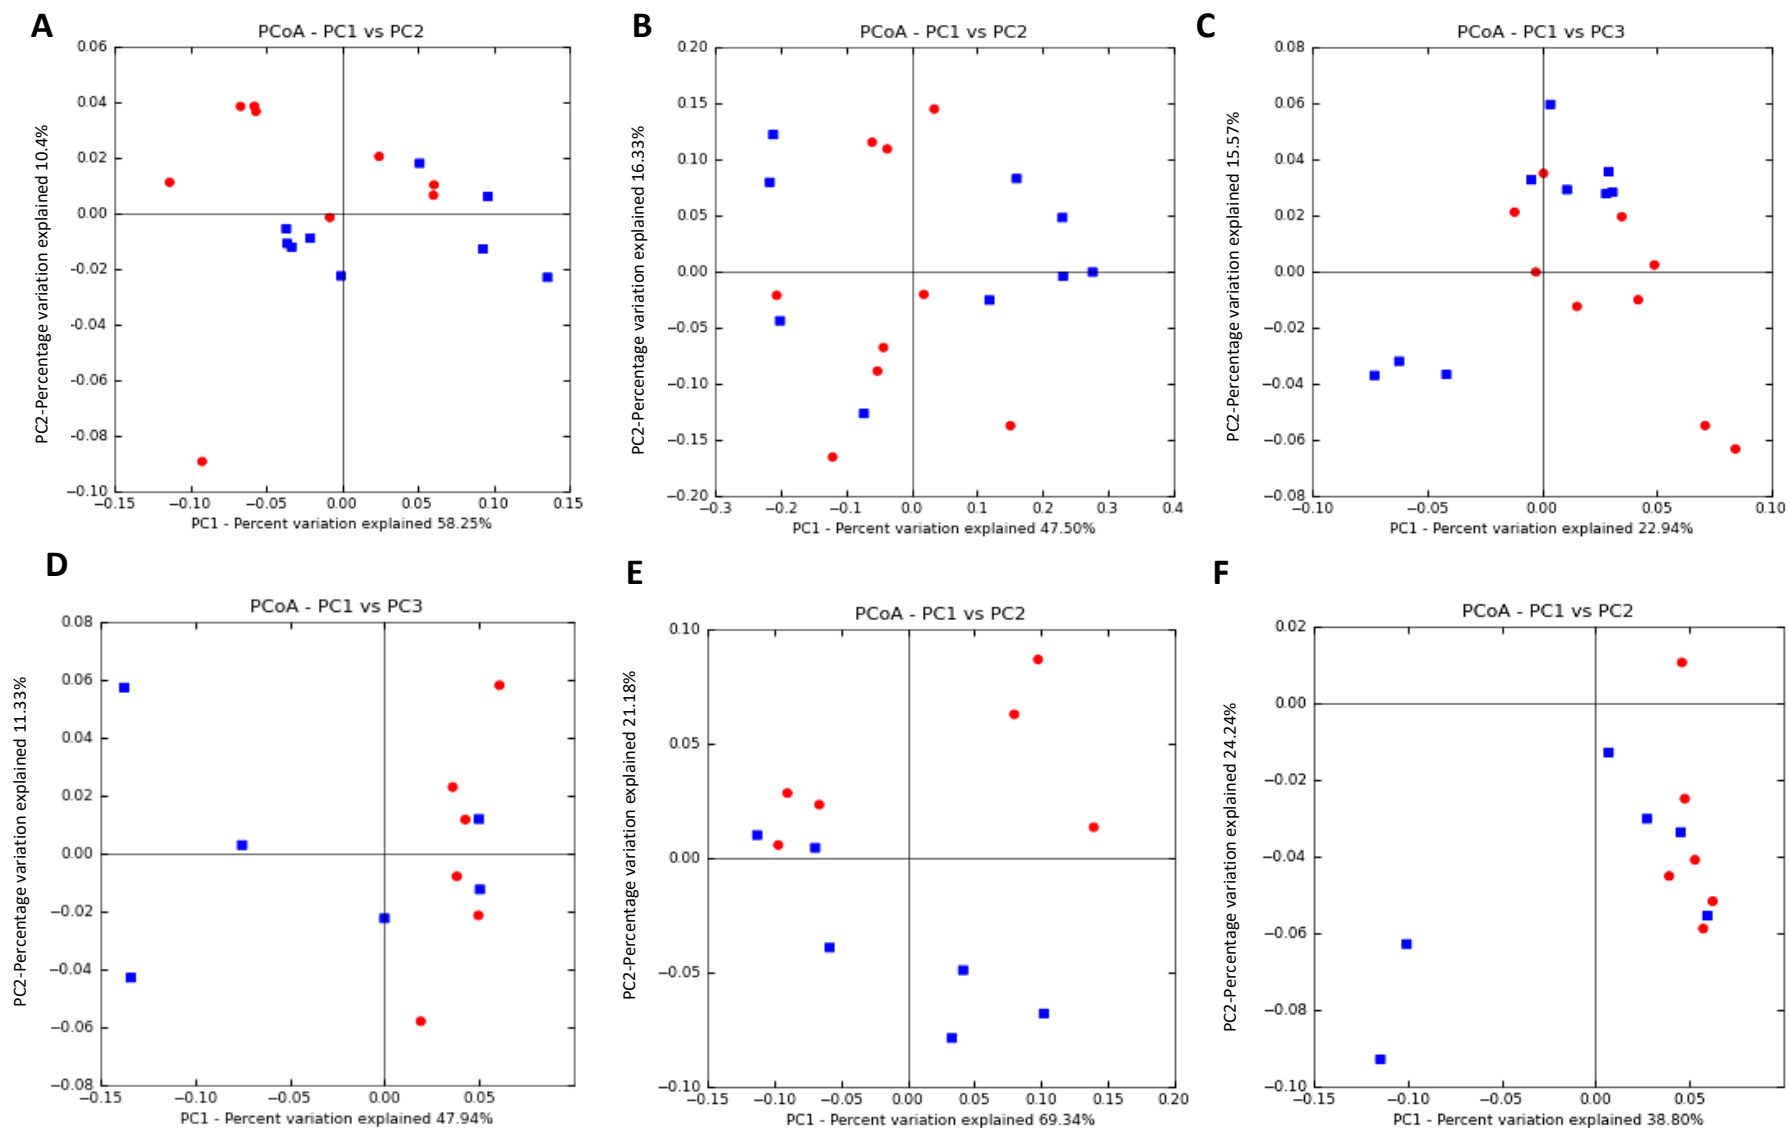 A
PCoA - PC1 vs PC2
0.06
0.04
0.02
0.00
−0.02
−0.04
−0.06
−0.08
−0.10
−0.15 −0.10 −0.05 0.00 0.05 0.10 0.15
PC2-Percentage variation explained 10.4%
PC1 - Percent variation explained 58.25%
B
PCoA - PC1 vs PC2
0.20
0.15
0.10
0.05
0.00
−0.05
−0.10
−0.15
−0.20
−0.3 −0.2 −0.1 0.0 0.1 0.2 0.3 0.4
PC2-Percentage variation explained 16.33%
PC1 - Percent variation explained 47.50%
C
PCoA - PC1 vs PC3
0.08
0.06
0.04
0.02
0.00
−0.02
−0.04
−0.06
−0.08
−0.10 −0.05 0.00 0.05 0.10
PC2-Percentage variation explained 15.57%
PC1 - Percent variation explained 22.94%
D
PCoA - PC1 vs PC3
0.08
0.06
0.04
0.02
0.00
−0.02
−0.04
−0.06
−0.08
−0.15 −0.10 −0.05 0.00 0.05
PC2-Percentage variation explained 11.33%
PC1 - Percent variation explained 47.94%
E
PCoA - PC1 vs PC2
0.10
0.05
0.00
−0.05
−0.10
−0.15 −0.10 −0.05 0.00 0.05 0.10 0.15 0.20
PC2-Percentage variation explained 21.18%
PC1 - Percent variation explained 69.34%
F
PCoA - PC1 vs PC2
0.02
0.00
−0.02
−0.04
−0.06
−0.08
−0.10
−0.15 −0.10 −0.05 0.00 0.05
PC2-Percentage variation explained 24.24%
PC1 - Percent variation explained 38.80%